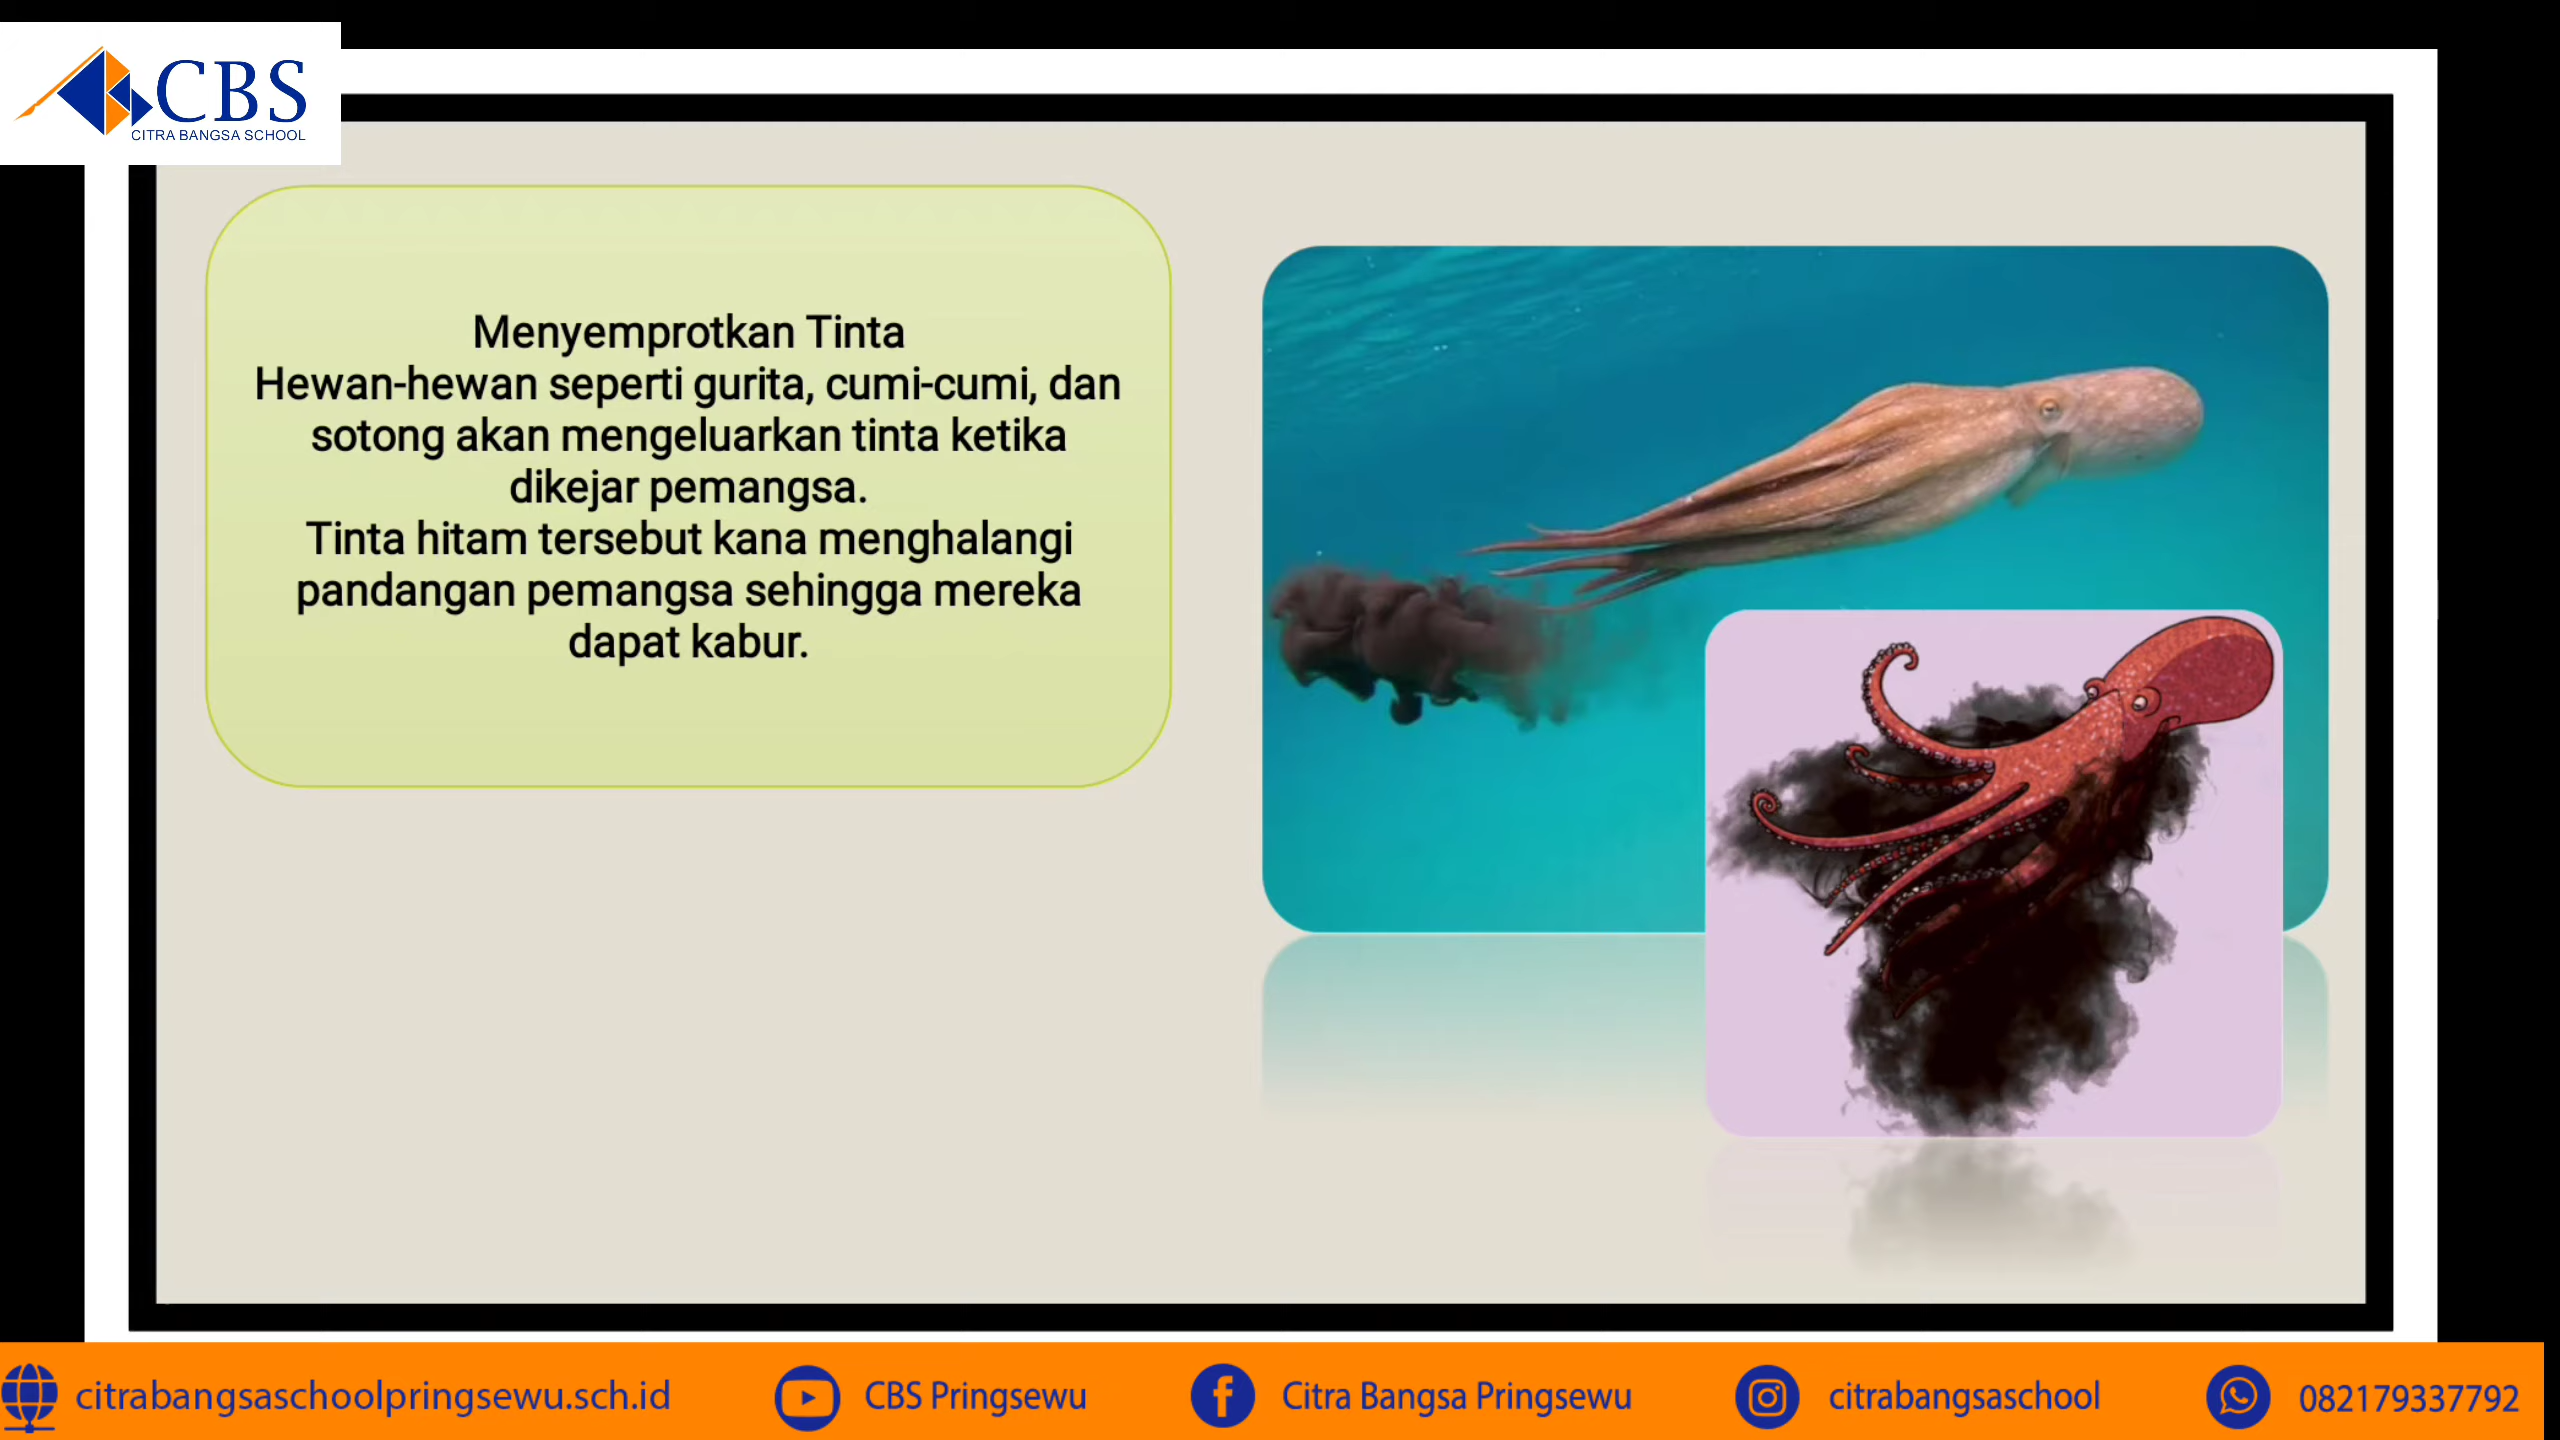 CBS
CITRA BANGSA SCHOOL
Menyemprotkan Tinta
Hewan-hewan seperti gurita, cumi-cumi, dan
sotong akan mengeluarkan tinta ketika
dikejar pemangsa.
Tinta hitam tersebut kana menghalangi
pandangan pemangsa sehingga mereka
dapat kabur.
citrabangsaschoolpringsewu.sch.id
CBS Pringsewu
Citra Bangsa Pringsewu
citrabangsaschool
082179337792